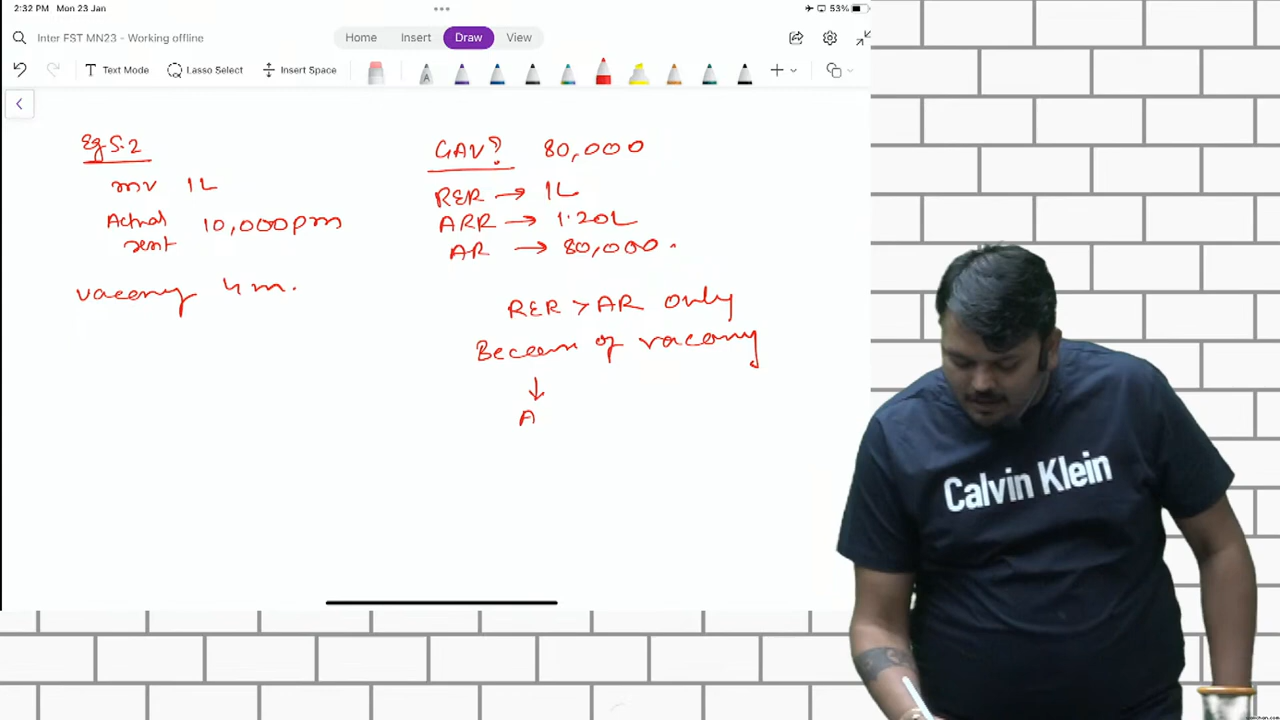 2:32 PM Mon 23 Jan
53%
Inter FST MN23 - Working offline
Home Insert Draw View
Text Mode Lasso Select Insert Space
Eg 5.2
mv 1L
Actual rent 10,000pm
vacancy 4m.
GAV? 80,000
RER → 1L
ARR → 1.20L
AR → 80,000.
RER > AR only
Because of vacancy
↓
A
Calvin Klein